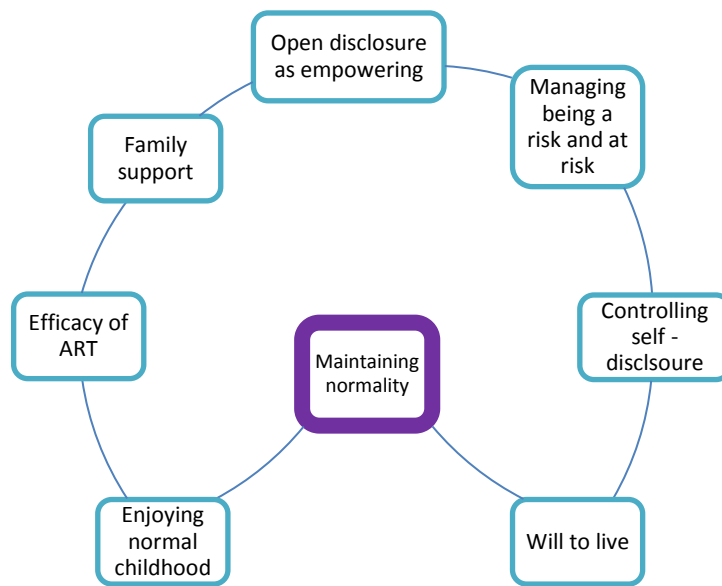 Open disclosure
as empowering
Managing
being a
risk and at
risk
Family
support
Efficacy of
ART
Controlling
self -
disclsoure
Maintaining
normality
Enjoying
normal
childhood
Will to live